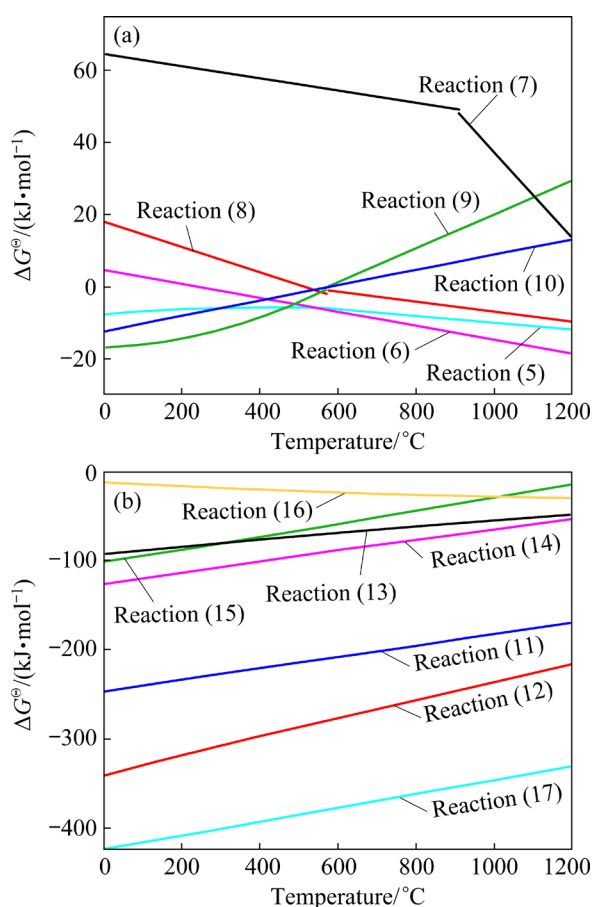 (a)
60
40
20
0
−20
ΔG^Θ/(kJ•mol⁻¹)
Reaction (7)
Reaction (9)
Reaction (8)
Reaction (10)
Reaction (6)
Reaction (5)
0 200 400 600 800 1000 1200
Temperature/°C
(b)
0
−100
−200
−300
−400
ΔG^Θ/(kJ•mol⁻¹)
Reaction (16)
Reaction (14)
Reaction (15)
Reaction (13)
Reaction (11)
Reaction (12)
Reaction (17)
0 200 400 600 800 1000 1200
Temperature/°C